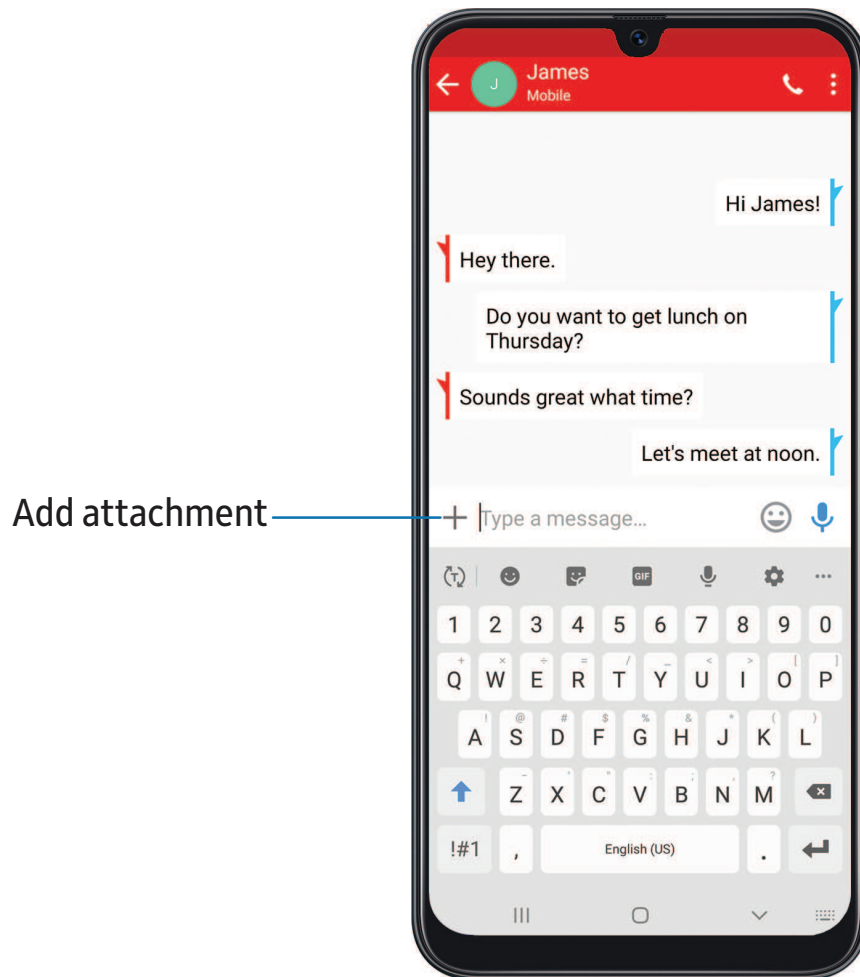 James
J
Mobile
Hi James!
Hey there.
Do you want to get lunch on
Thursday?
Sounds great what time?
Let's meet at noon.
Add attachment
Type a message...
T GIF
1 2 3 4 5 6 7 8 9 0
+ × ÷ = / _ < > [ ]
Q W E R T Y U I O P
! @ # $ % & * ( )
A S D F G H J K L
- ' " : ; , ?
Z X C V B N M
!#1 , English (US) .